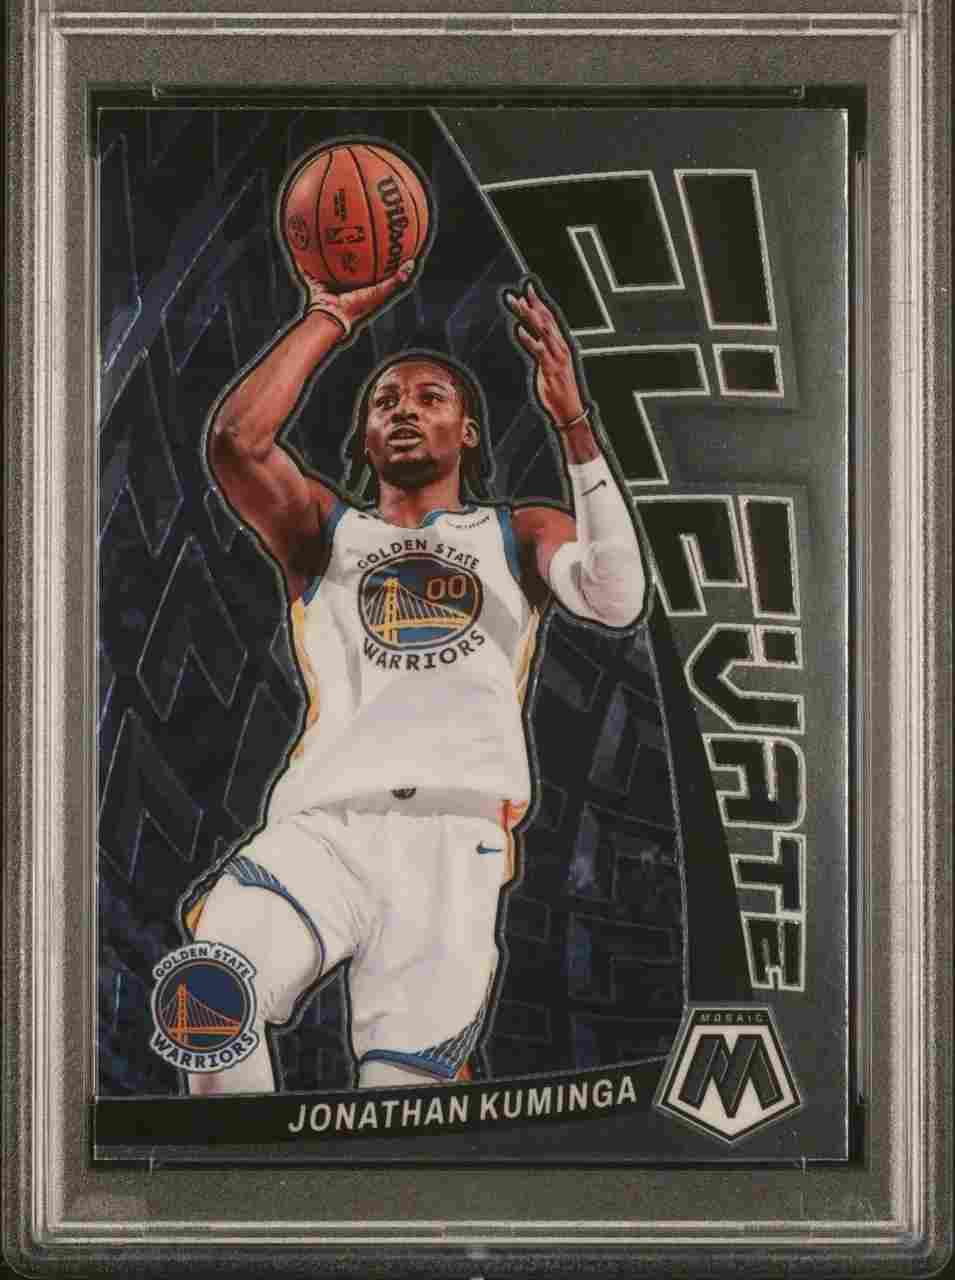 Wilson
ELEVATE
GOLDEN STATE
00
WARRIORS
GOLDEN STATE
WARRIORS
MOSAIC
M
JONATHAN KUMINGA